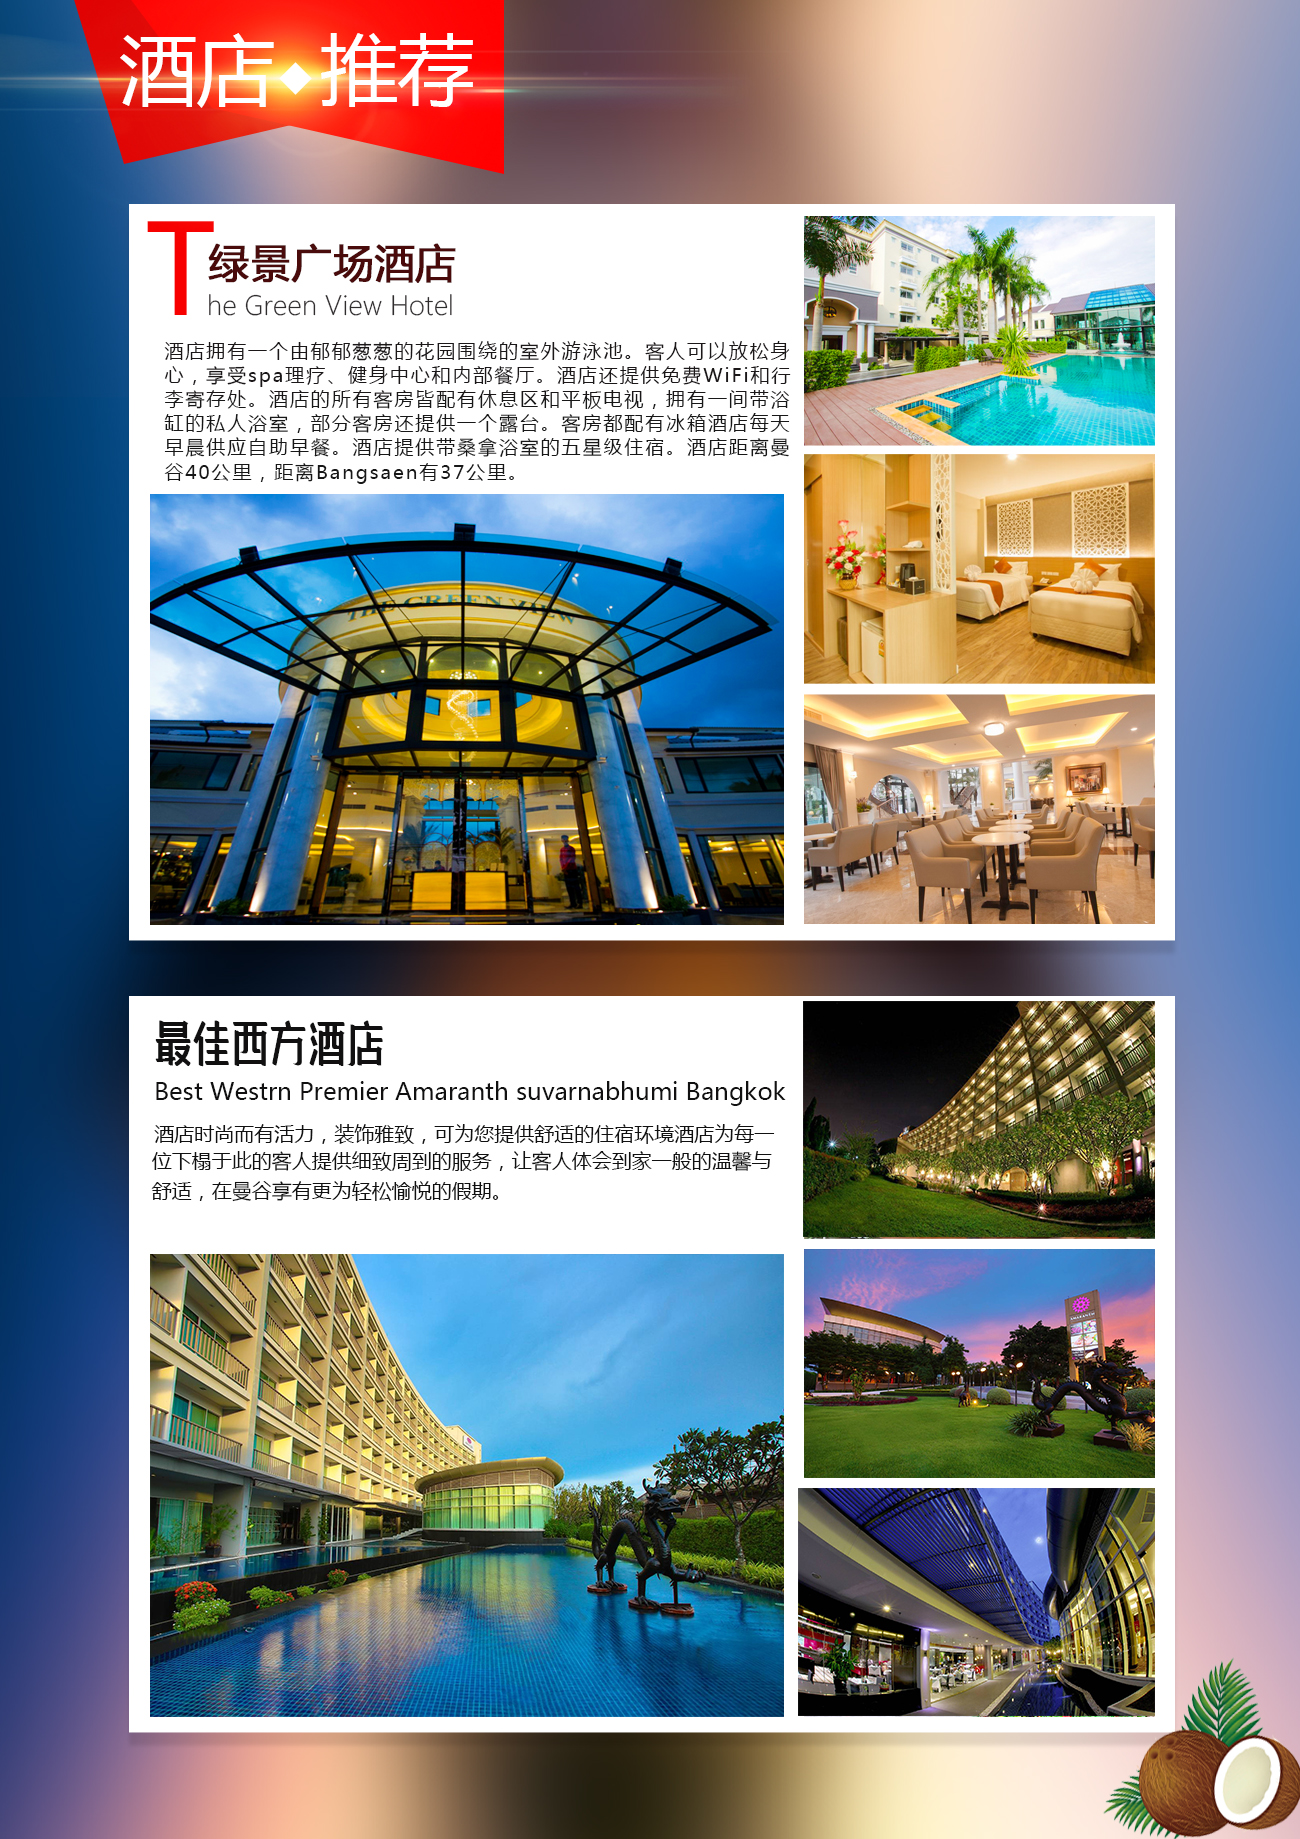 酒店◆推荐
绿景广场酒店
The Green View Hotel
酒店拥有一个由郁郁葱葱的花园围绕的室外游泳池。客人可以放松身
心，享受spa理疗、健身中心和内部餐厅。酒店还提供免费WiFi和行
李寄存处。酒店的所有客房皆配有休息区和平板电视，拥有一间带浴
缸的私人浴室，部分客房还提供一个露台。客房都配有冰箱酒店每天
早晨供应自助早餐。酒店提供带桑拿浴室的五星级住宿。酒店距离曼
谷40公里，距离Bangsaen有37公里。
THE GREEN VIEW
最佳西方酒店
Best Westrn Premier Amaranth suvarnabhumi Bangkok
酒店时尚而有活力，装饰雅致，可为您提供舒适的住宿环境酒店为每一
位下榻于此的客人提供细致周到的服务，让客人体会到家一般的温馨与
舒适，在曼谷享有更为轻松愉悦的假期。
AMARANTH